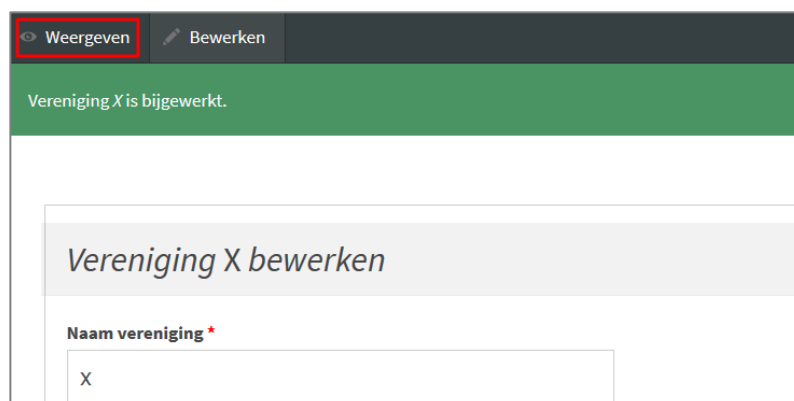 Weergeven Bewerken
Vereniging X is bijgewerkt.
Vereniging X bewerken
Naam vereniging *
X